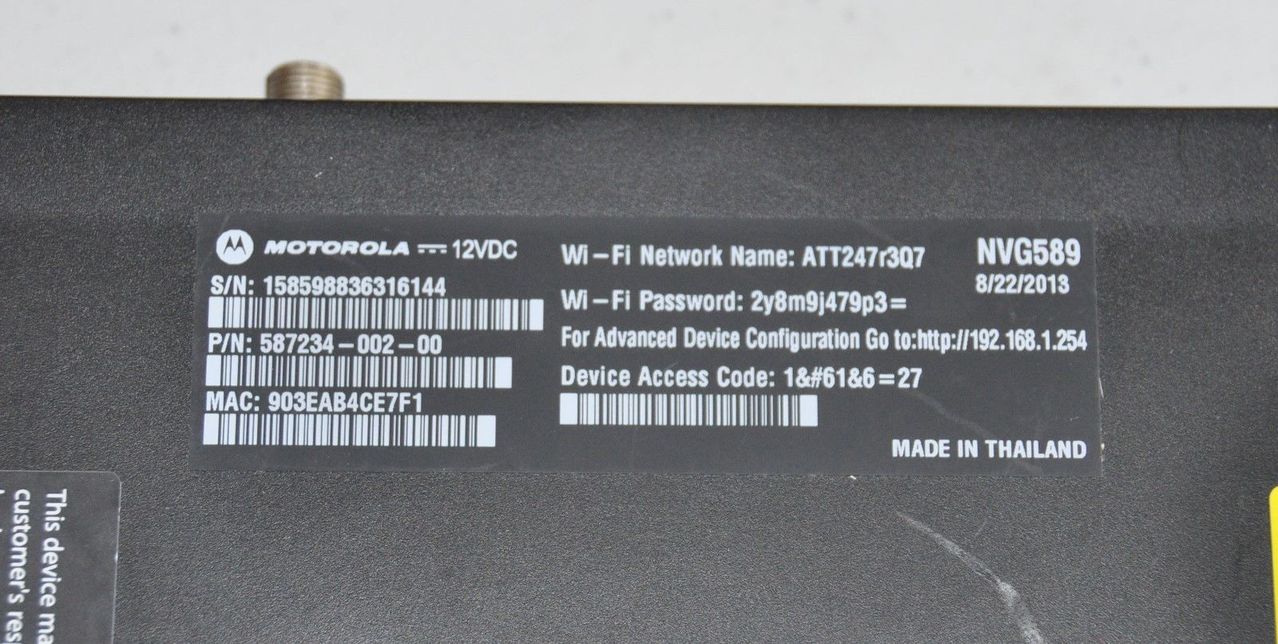 MOTOROLA 12VDC
S/N: 158598836316144
P/N: 587234-002-00
MAC: 903EAB4CE7F1
Wi-Fi Network Name: ATT247r3Q7
Wi-Fi Password: 2y8m9j479p3=
For Advanced Device Configuration Go to:http://192.168.1.254
Device Access Code: 1&#61&6=27
NVG589
8/22/2013
MADE IN THAILAND
This device ma
customer's res